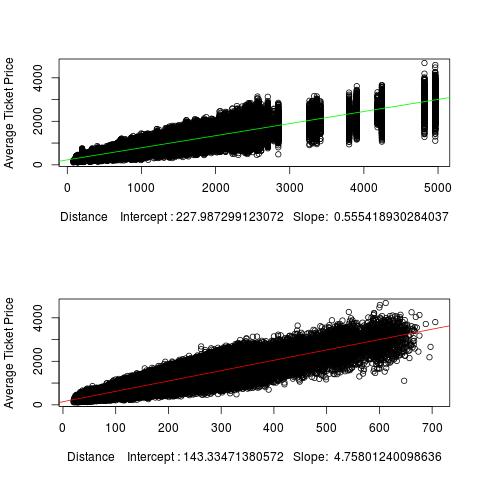 Average Ticket Price
4000
2000
0
0 1000 2000 3000 4000 5000
Distance Intercept : 227.987299123072 Slope: 0.555418930284037
Average Ticket Price
4000
2000
0
0 100 200 300 400 500 600 700
Distance Intercept : 143.33471380572 Slope: 4.75801240098636